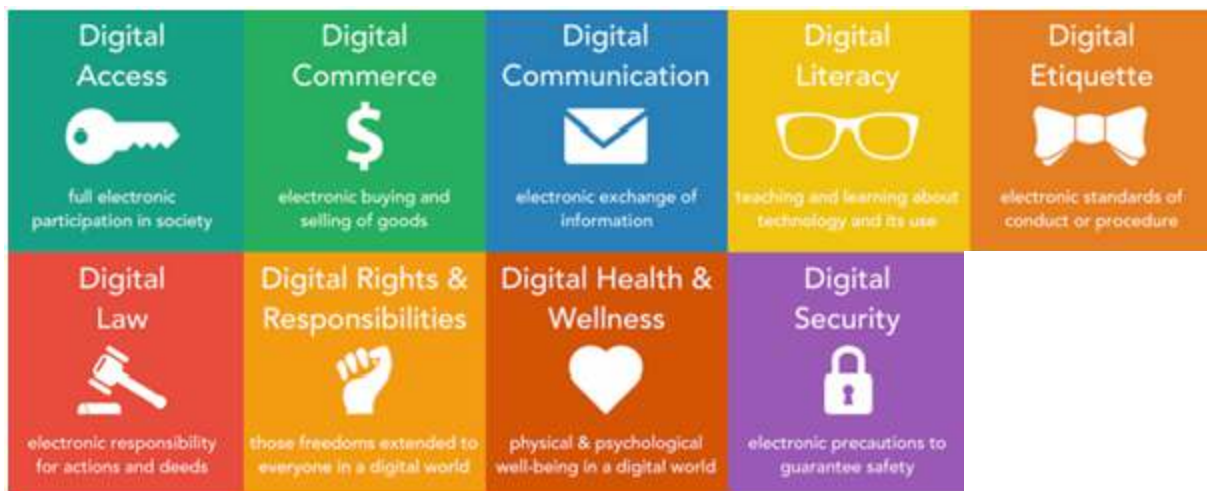 Digital
Access
full electronic
participation in society
Digital
Commerce
$
electronic buying and
selling of goods
Digital
Communication
electronic exchange of
information
Digital
Literacy
teaching and learning about
technology and its use
Digital
Etiquette
electronic standards of
conduct or procedure
Digital
Law
electronic responsibility
for actions and deeds
Digital Rights &
Responsibilities
those freedoms extended to
everyone in a digital world
Digital Health &
Wellness
physical & psychological
well-being in a digital world
Digital
Security
electronic precautions to
guarantee safety